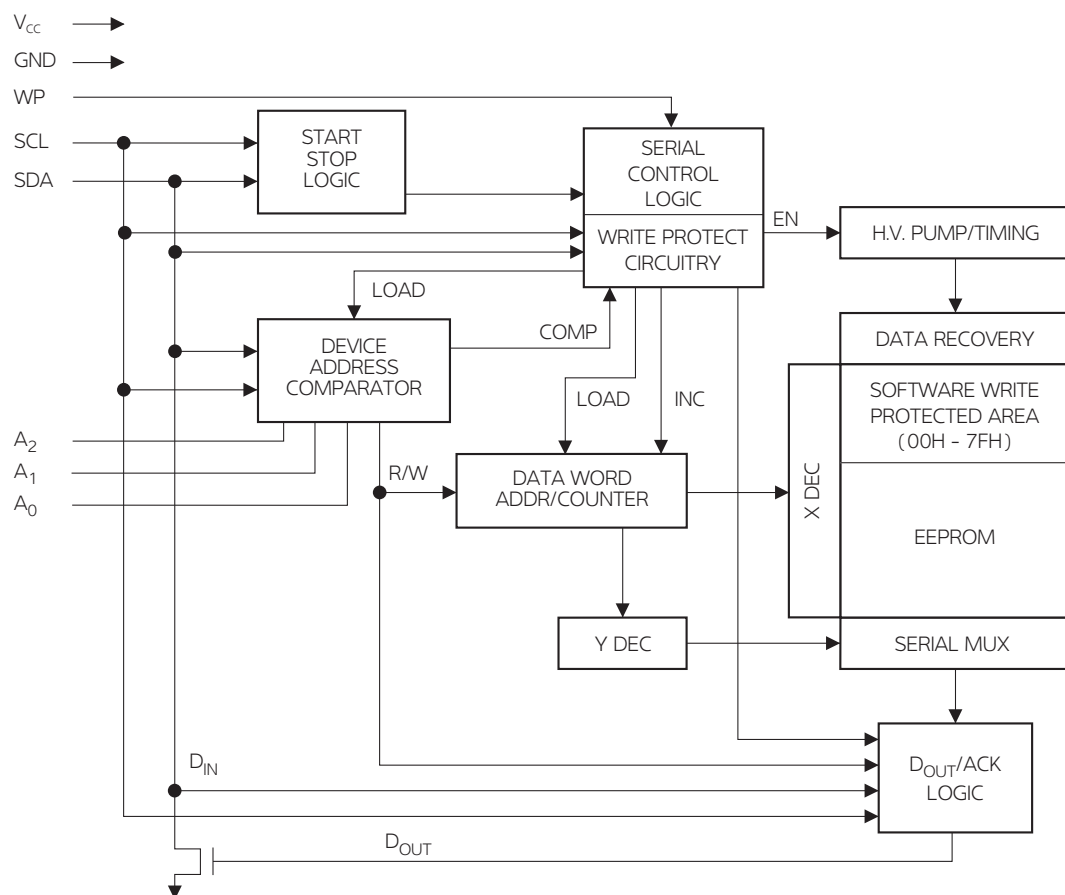 VCC
GND
WP
SCL
SDA
START
STOP
LOGIC
SERIAL
CONTROL
LOGIC
WRITE PROTECT
CIRCUITRY
EN
H.V. PUMP/TIMING
LOAD
COMP
DEVICE
ADDRESS
COMPARATOR
LOAD
INC
DATA RECOVERY
SOFTWARE WRITE
PROTECTED AREA
(00H - 7FH)
X DEC
EEPROM
A2
A1
A0
R/W
DATA WORD
ADDR/COUNTER
Y DEC
SERIAL MUX
DIN
DOUT/ACK
LOGIC
DOUT